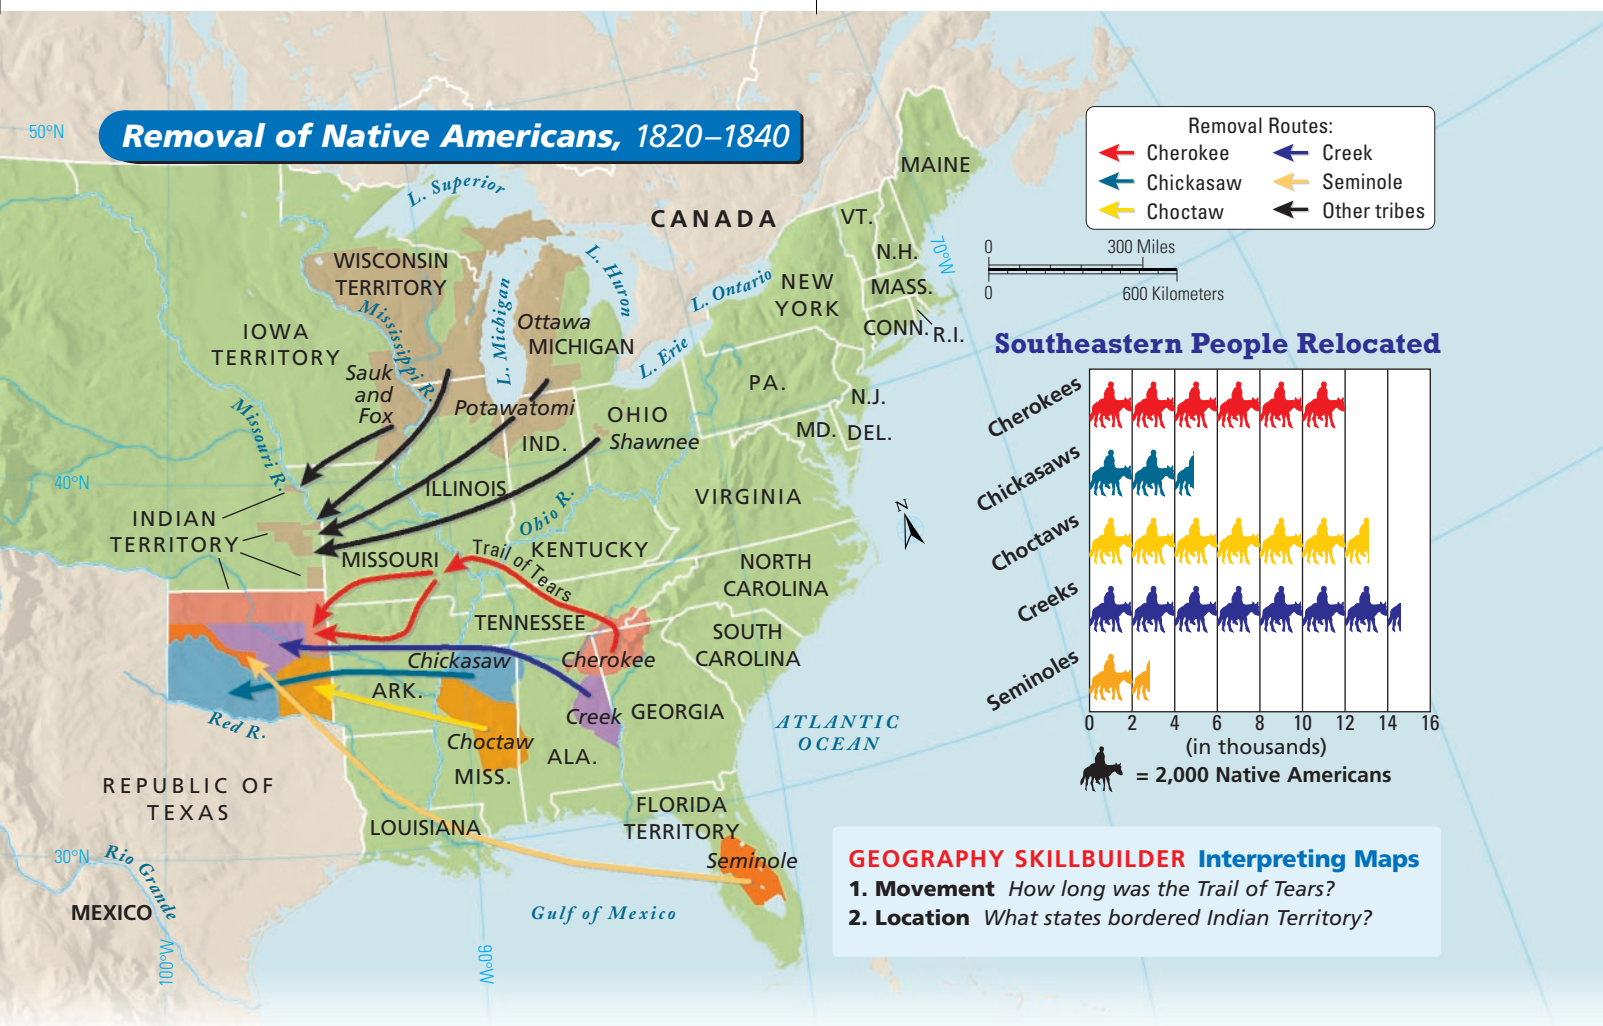 Removal of Native Americans, 1820–1840
50°N
40°N
30°N
100°W
90°W
70°W
CANADA
L. Superior
L. Michigan
L. Huron
L. Ontario
L. Erie
MAINE
VT.
N.H.
MASS.
CONN.
R.I.
NEW
YORK
PA.
N.J.
MD.
DEL.
WISCONSIN
TERRITORY
Mississippi R.
IOWA
TERRITORY
Ottawa
MICHIGAN
Sauk
and
Fox
Potawatomi
OHIO
Shawnee
IND.
ILLINOIS
Missouri R.
Ohio R.
VIRGINIA
INDIAN
TERRITORY
MISSOURI
Trail of Tears
KENTUCKY
NORTH
CAROLINA
TENNESSEE
SOUTH
CAROLINA
Chickasaw
Cherokee
ARK.
Creek
GEORGIA
Red R.
Choctaw
ALA.
MISS.
ATLANTIC
OCEAN
REPUBLIC OF
TEXAS
LOUISIANA
FLORIDA
TERRITORY
Seminole
Rio Grande
MEXICO
Gulf of Mexico
N
Removal Routes:
Cherokee
Creek
Chickasaw
Seminole
Choctaw
Other tribes
0
300 Miles
0
600 Kilometers
Southeastern People Relocated
Cherokees
Chickasaws
Choctaws
Creeks
Seminoles
0 2 4 6 8 10 12 14 16
(in thousands)
= 2,000 Native Americans
GEOGRAPHY SKILLBUILDER Interpreting Maps
1. Movement How long was the Trail of Tears?
2. Location What states bordered Indian Territory?